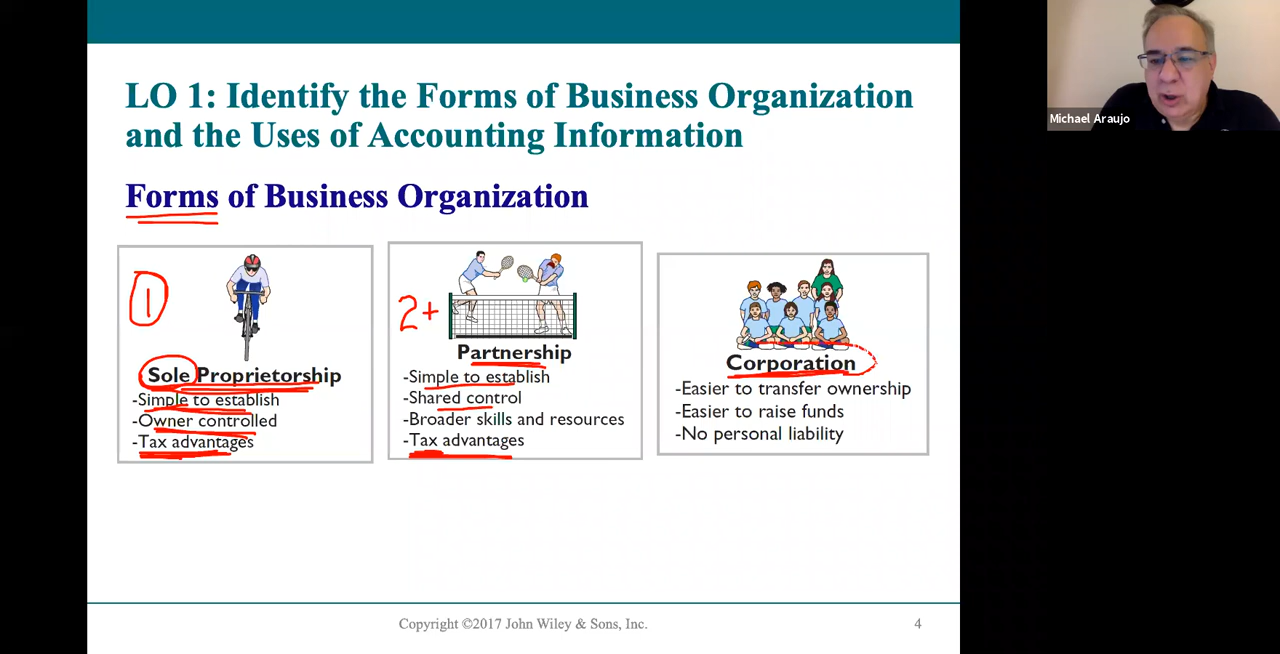 LO 1: Identify the Forms of Business Organization
and the Uses of Accounting Information
Forms of Business Organization
1
Sole Proprietorship
-Simple to establish
-Owner controlled
-Tax advantages
2+
Partnership
-Simple to establish
-Shared control
-Broader skills and resources
-Tax advantages
Corporation
-Easier to transfer ownership
-Easier to raise funds
-No personal liability
Copyright ©2017 John Wiley & Sons, Inc.
4
Michael Araujo